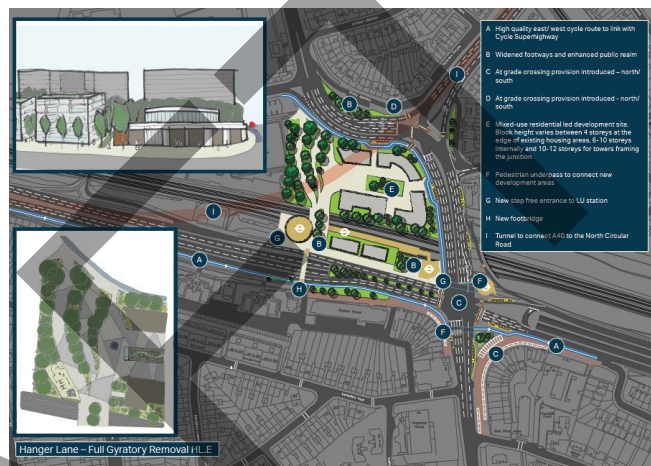 A High quality east/ west cycle route to link with
Cycle Superhighway
B Widened footways and enhanced public realm
C At grade crossing provision introduced – north/
south
D At grade crossing provision introduced - north/
south
E Mixed-use residential led development site.
Block height varies between 4 storeys at the
edge of existing housing areas, 6-10 storeys
internally and 10-12 storeys for towers framing
the junction
F Pedestrian underpass to connect new
development areas
G New step free entrance to LU station
H New footbridge
I Tunnel to connect A40 to the North Circular
Road
I
B
D
E
I
G
B
A
B
G
F
H
C
F
C
A
Hanger Lane – Full Gyratory Removal HL.E